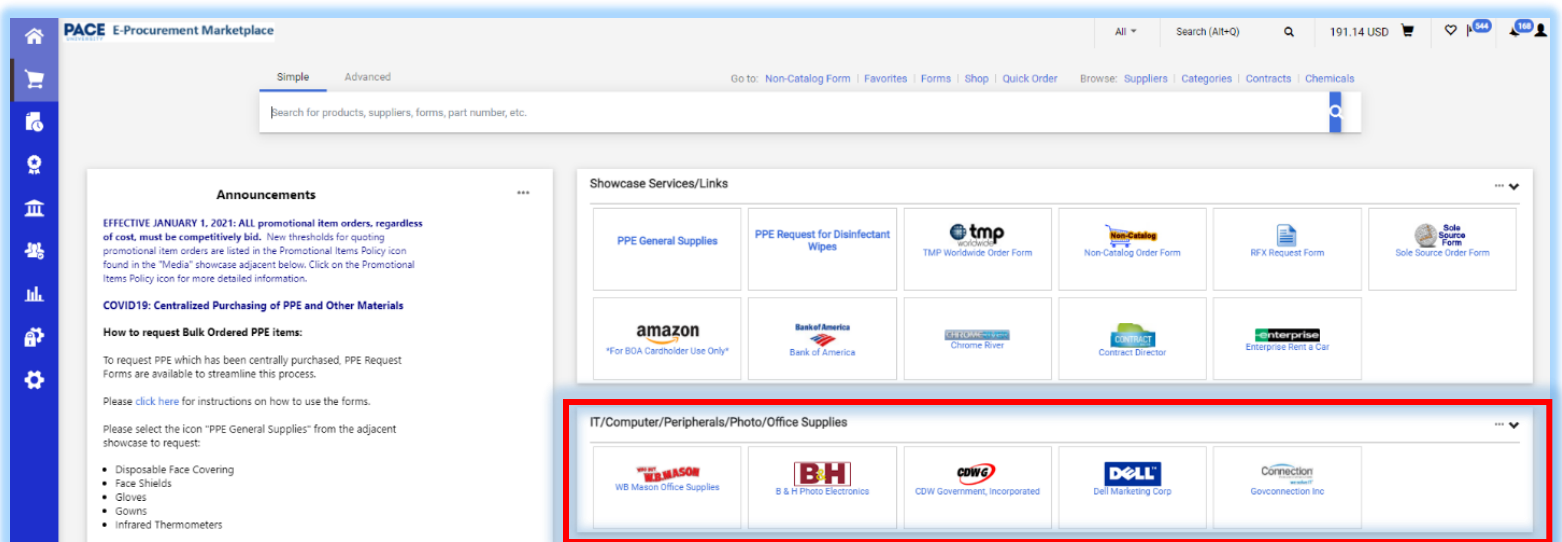 PACE E-Procurement Marketplace
UNIVERSITY
All
Search (Alt+Q)
191.14 USD
544
168
Simple
Advanced
Go to: Non-Catalog Form | Favorites | Forms | Shop | Quick Order
Browse: Suppliers | Categories | Contracts | Chemicals
Search for products, suppliers, forms, part number, etc.
Announcements
EFFECTIVE JANUARY 1, 2021: ALL promotional item orders, regardless
of cost, must be competitively bid. New thresholds for quoting
promotional item orders are listed in the Promotional Items Policy icon
found in the "Media" showcase adjacent below. Click on the Promotional
Items Policy icon for more detailed information.
COVID19: Centralized Purchasing of PPE and Other Materials
How to request Bulk Ordered PPE items:
To request PPE which has been centrally purchased, PPE Request
Forms are available to streamline this process.
Please click here for instructions on how to use the forms.
Please select the icon "PPE General Supplies" from the adjacent
showcase to request:
• Disposable Face Covering
• Face Shields
• Gloves
• Gowns
• Infrared Thermometers
Showcase Services/Links
PPE General Supplies
PPE Request for Disinfectant
Wipes
tmp
worldwide
TMP Worldwide Order Form
Non-Catalog
Non-Catalog Order Form
RFX Request Form
Sole
Source
Form
Sole Source Order Form
amazon
*For BOA Cardholder Use Only*
Bank of America
Bank of America
CHROME
Chrome River
CONTRACT
Contract Director
enterprise
Enterprise Rent a Car
IT/Computer/Peripherals/Photo/Office Supplies
WHO BUT
W.B. MASON
WB Mason Office Supplies
B&H
B & H Photo Electronics
CDWG
CDW Government, Incorporated
DELL
Dell Marketing Corp
Connection
Govconnection Inc